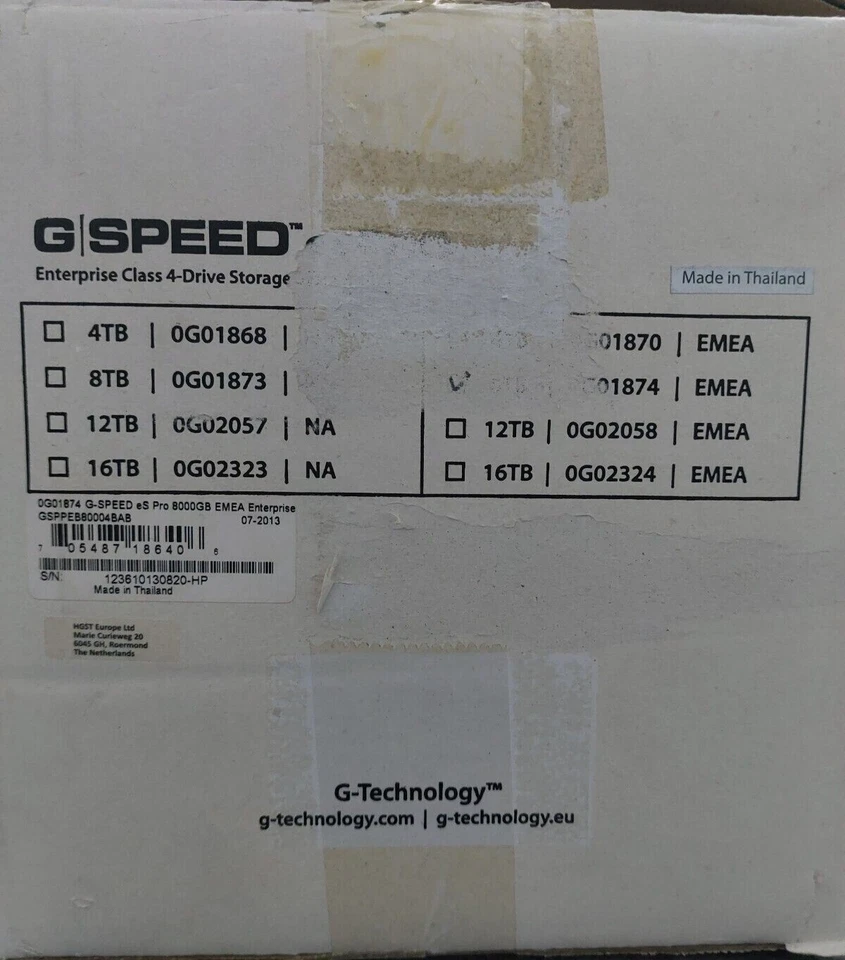 G|SPEED™
Enterprise Class 4-Drive Storage
Made in Thailand
☐ 4TB | 0G01868 |
01870 | EMEA
☐ 8TB | 0G01873 |
✓ 01874 | EMEA
☐ 12TB | 0G02057 | NA
☐ 12TB | 0G02058 | EMEA
☐ 16TB | 0G02323 | NA
☐ 16TB | 0G02324 | EMEA
0G01874 G-SPEED eS Pro 8000GB EMEA Enterprise
GSPPEB80004BAB 07-2013
7 05487 18640 6
S/N: 123610130820-HP
Made in Thailand
HGST Europe Ltd
Marie Curieweg 20
6045 GH, Roermond
The Netherlands
G-Technology™
g-technology.com | g-technology.eu